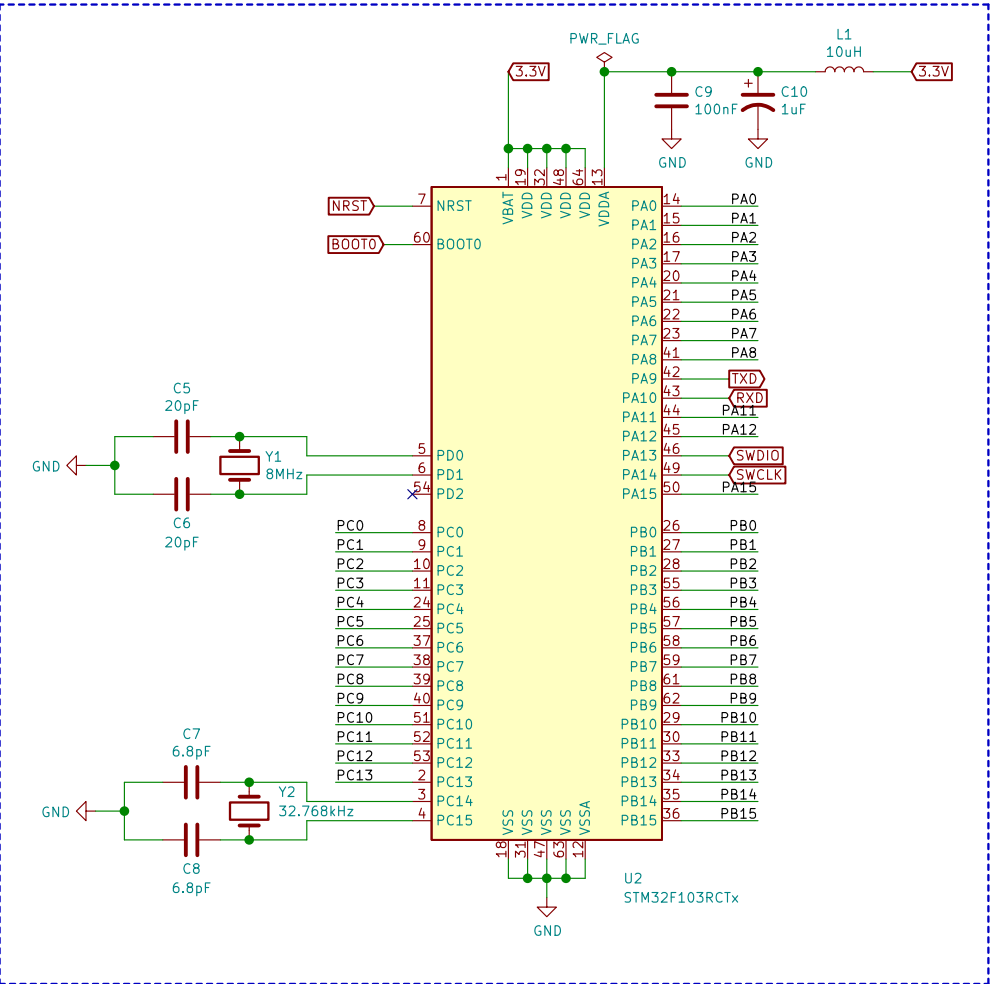 PWR_FLAG
L1
10uH
3.3V
3.3V
+
C9
100nF
C10
1uF
GND
GND
1
19
32
48
64
13
VBAT
VDD
VDD
VDD
VDD
VDDA
NRST
7
NRST
BOOT0
60
BOOT0
PA0
14
PA0
PA1
15
PA1
PA2
16
PA2
PA3
17
PA3
PA4
20
PA4
PA5
21
PA5
PA6
22
PA6
PA7
23
PA7
PA8
41
PA8
PA9
42
TXD
PA10
43
RXD
PA11
44
PA11
PA12
45
PA12
PA13
46
SWDIO
PA14
49
SWCLK
PA15
50
PA15
C5
20pF
GND
Y1
8MHz
C6
20pF
5
PD0
6
PD1
54
PD2
PC0
8
PC0
PC1
9
PC1
PC2
10
PC2
PC3
11
PC3
PC4
24
PC4
PC5
25
PC5
PC6
37
PC6
PC7
38
PC7
PC8
39
PC8
PC9
40
PC9
PC10
51
PC10
PC11
52
PC11
PC12
53
PC12
PC13
2
PC13
3
PC14
4
PC15
PB0
26
PB0
PB1
27
PB1
PB2
28
PB2
PB3
55
PB3
PB4
56
PB4
PB5
57
PB5
PB6
58
PB6
PB7
59
PB7
PB8
61
PB8
PB9
62
PB9
PB10
29
PB10
PB11
30
PB11
PB12
33
PB12
PB13
34
PB13
PB14
35
PB14
PB15
36
PB15
C7
6.8pF
GND
Y2
32.768kHz
C8
6.8pF
VSS
VSS
VSS
VSS
VSSA
18
31
47
63
12
GND
U2
STM32F103RCTx